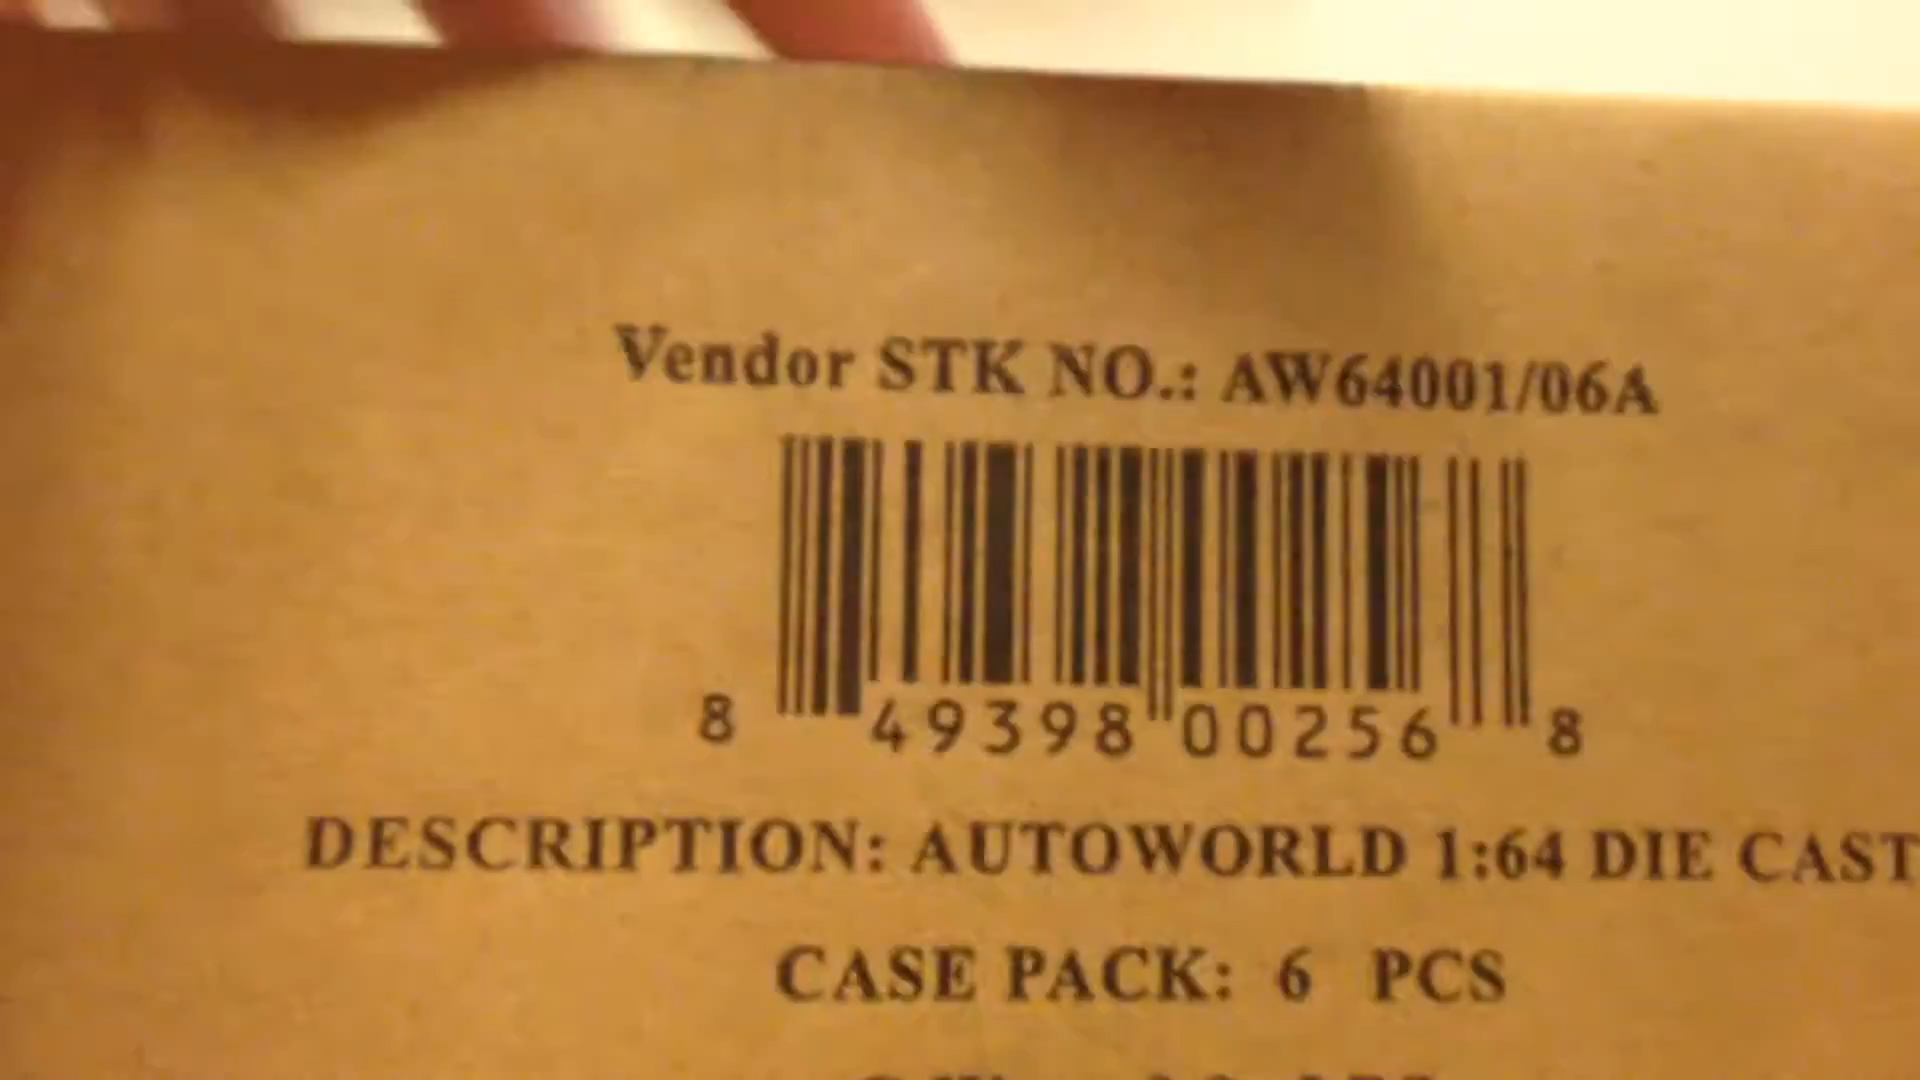 Vendor STK NO.: AW64001/06A
8 49398 00256 8
DESCRIPTION: AUTOWORLD 1:64 DIE CAST
CASE PACK: 6 PCS